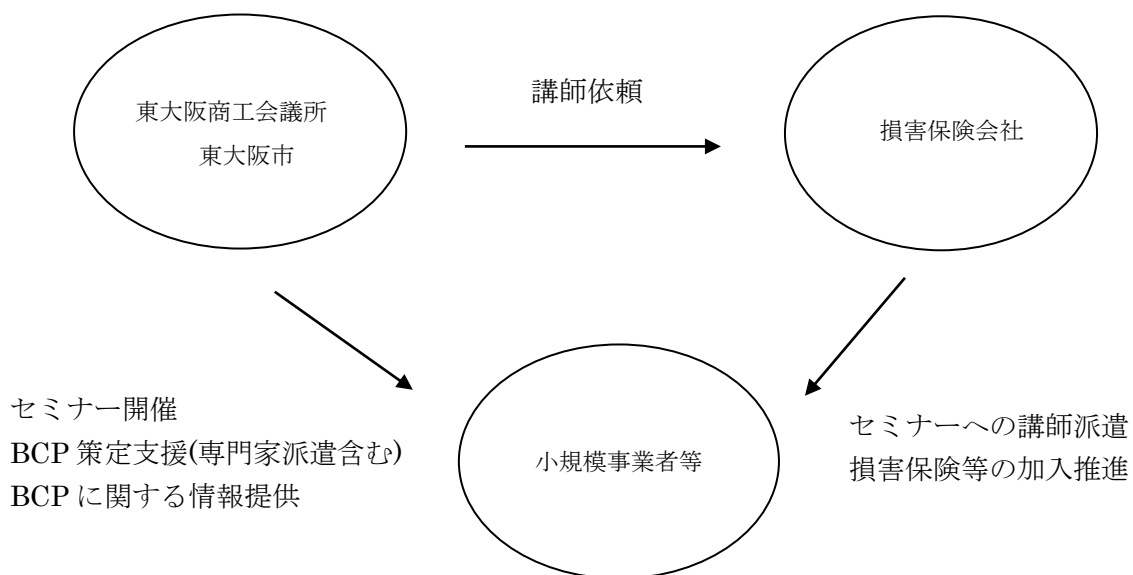 東大阪商工会議所
東大阪市
講師依頼
損害保険会社
セミナー開催
BCP 策定支援(専門家派遣含む)
BCP に関する情報提供
小規模事業者等
セミナーへの講師派遣
損害保険等の加入推進